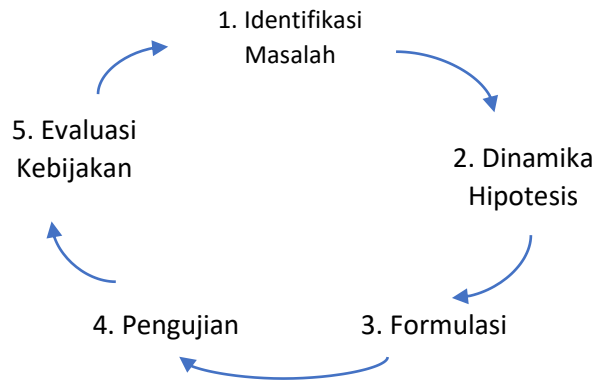 1. Identifikasi
Masalah
2. Dinamika
Hipotesis
3. Formulasi
4. Pengujian
5. Evaluasi
Kebijakan